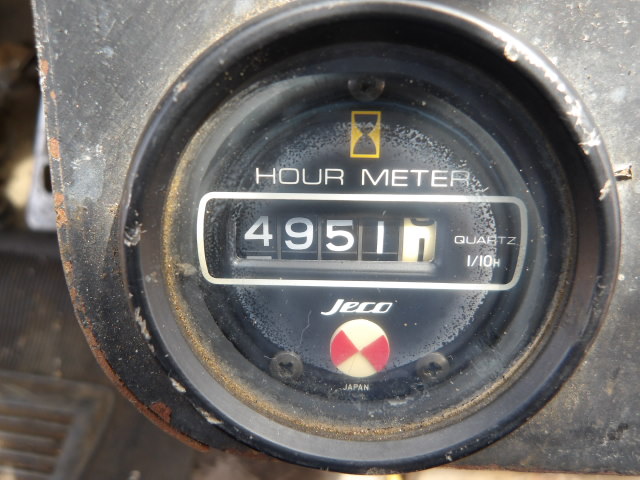 HOUR METER
4951
QUARTZ
1/10H
Jeco
JAPAN